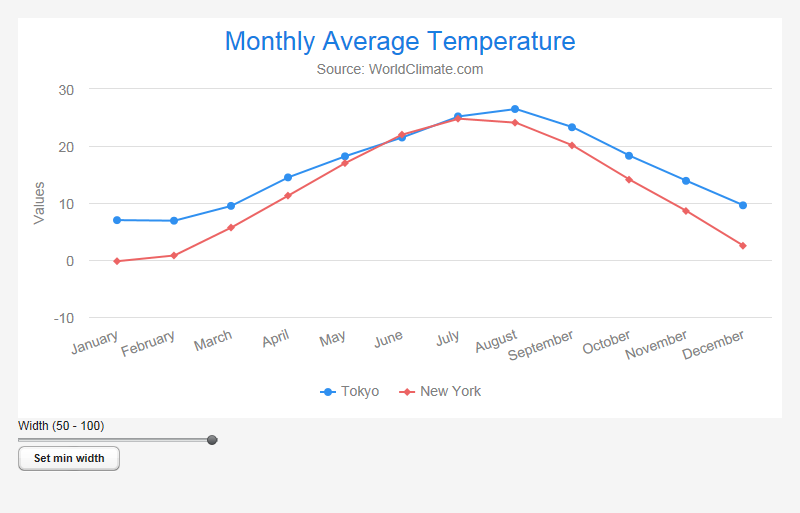 Monthly Average Temperature
Source: WorldClimate.com
Values
30
20
10
0
-10
January
February
March
April
May
June
July
August
September
October
November
December
Tokyo
New York
Width (50 - 100)
Set min width